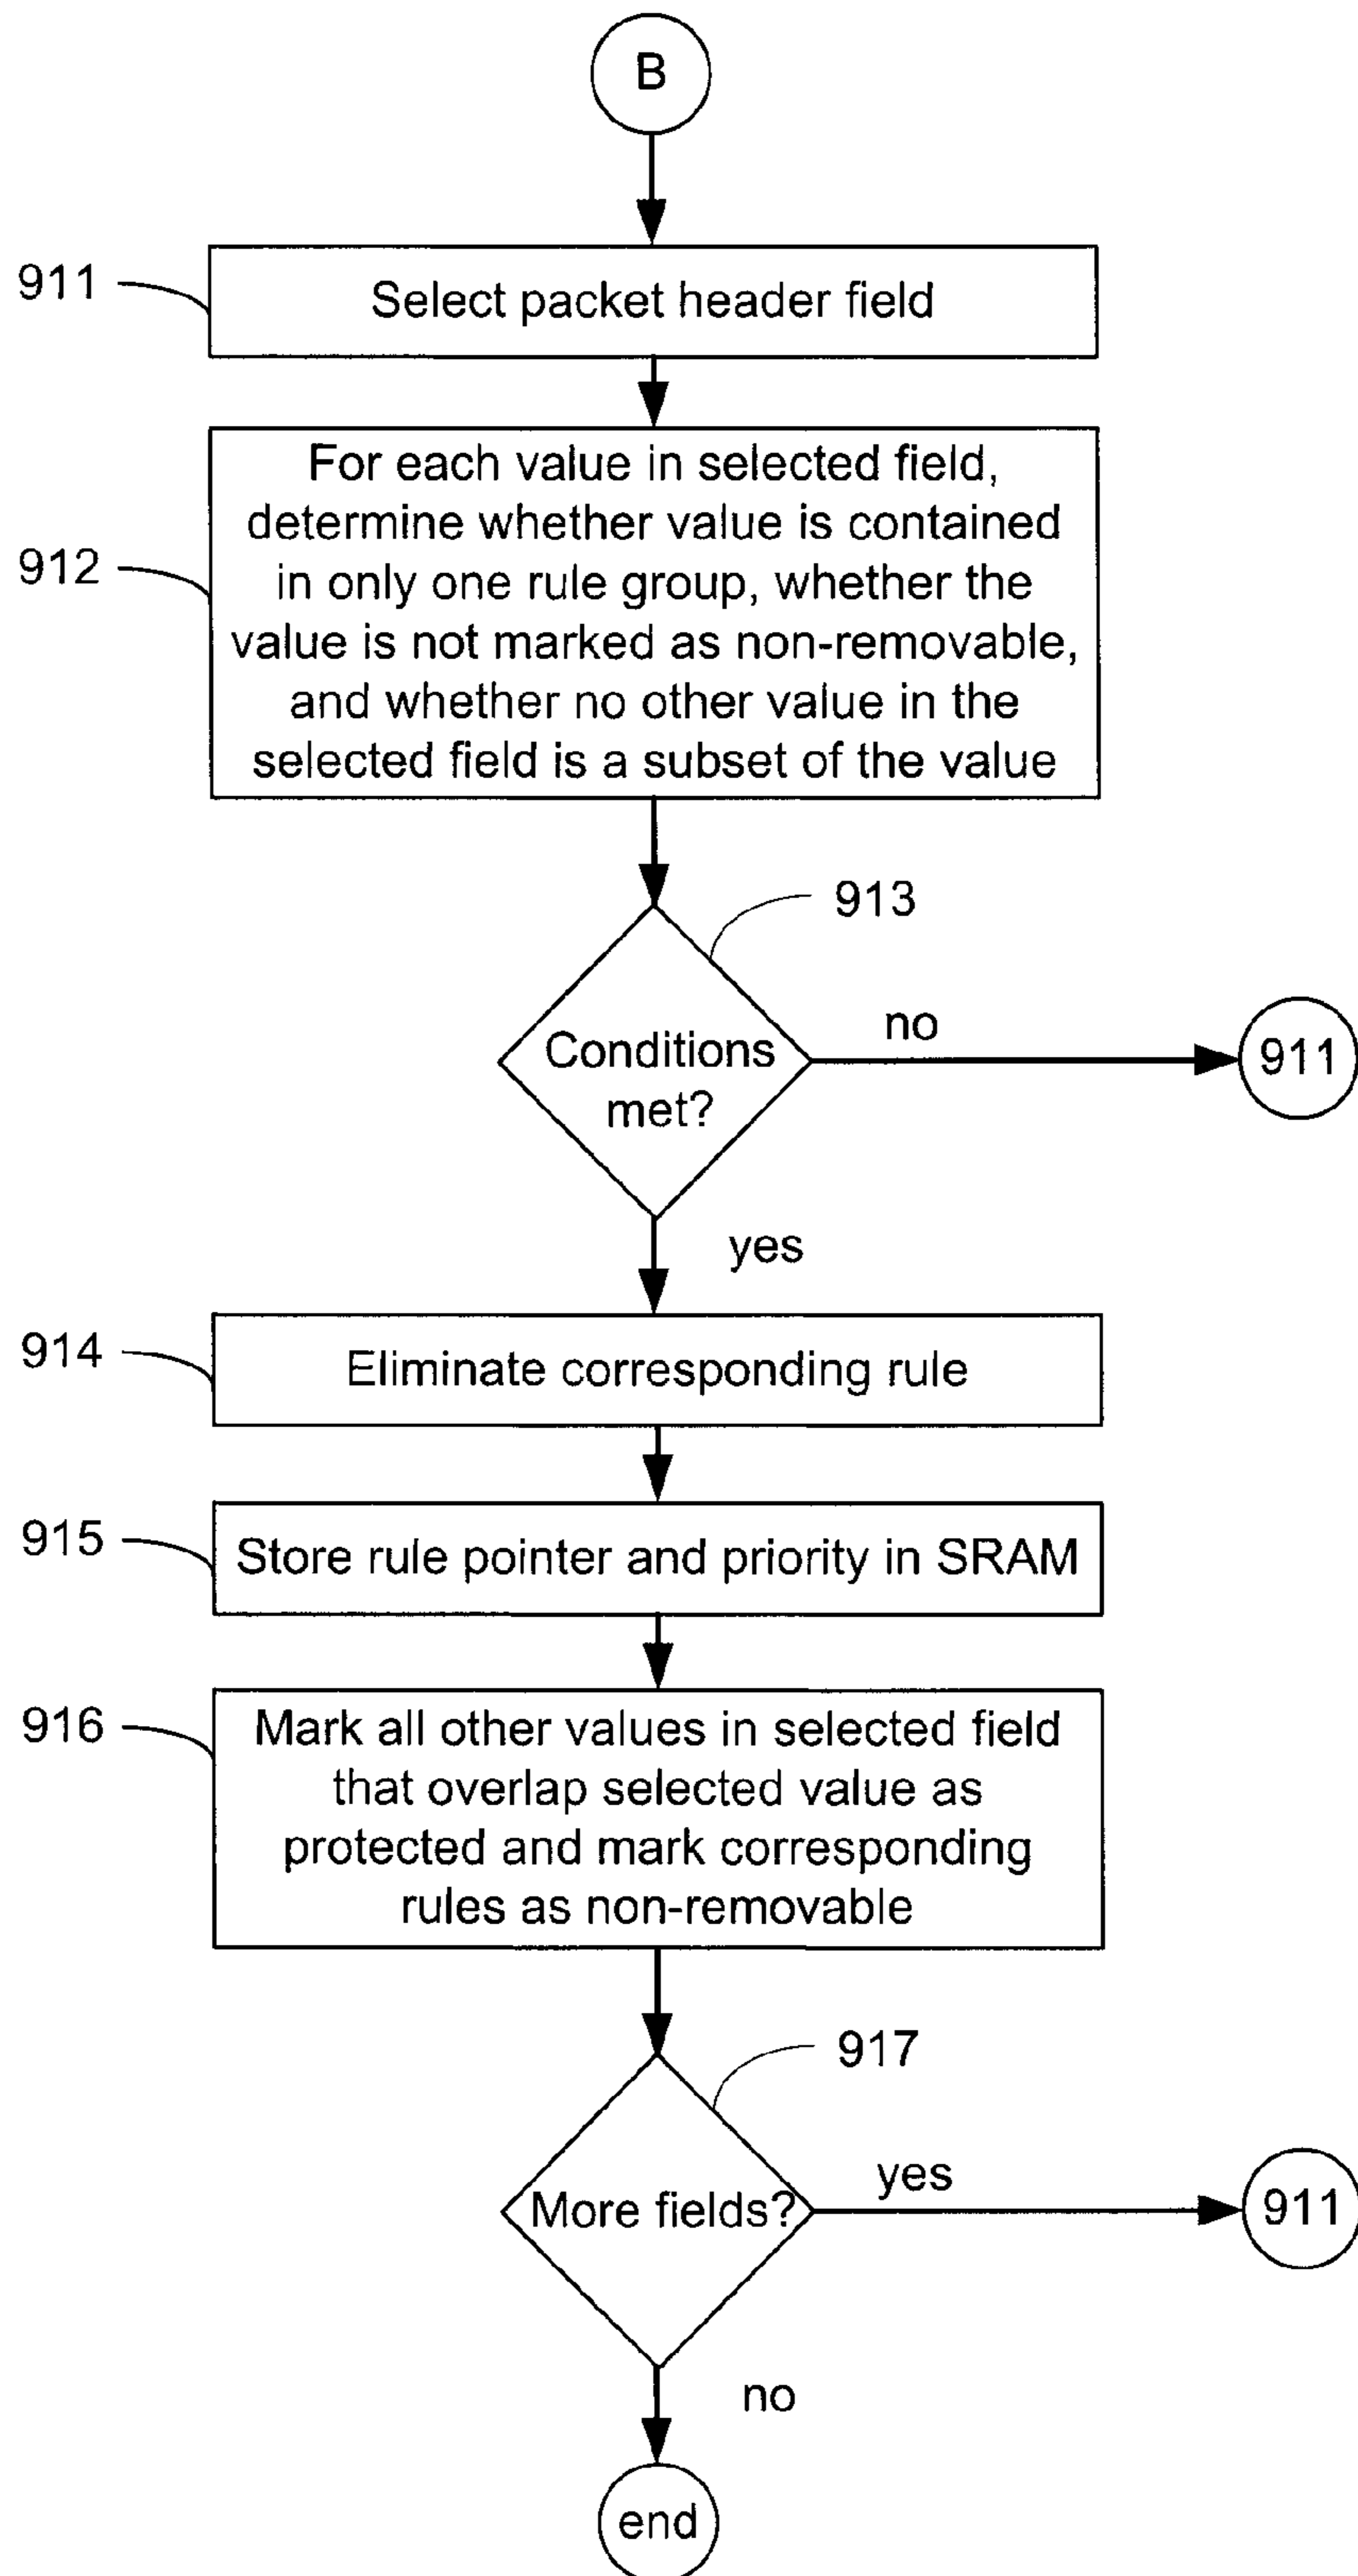 B
911
Select packet header field
912
For each value in selected field,
determine whether value is contained
in only one rule group, whether the
value is not marked as non-removable,
and whether no other value in the
selected field is a subset of the value
913
Conditions
met?
no
911
yes
914
Eliminate corresponding rule
915
Store rule pointer and priority in SRAM
916
Mark all other values in selected field
that overlap selected value as
protected and mark corresponding
rules as non-removable
917
More fields?
yes
911
no
end